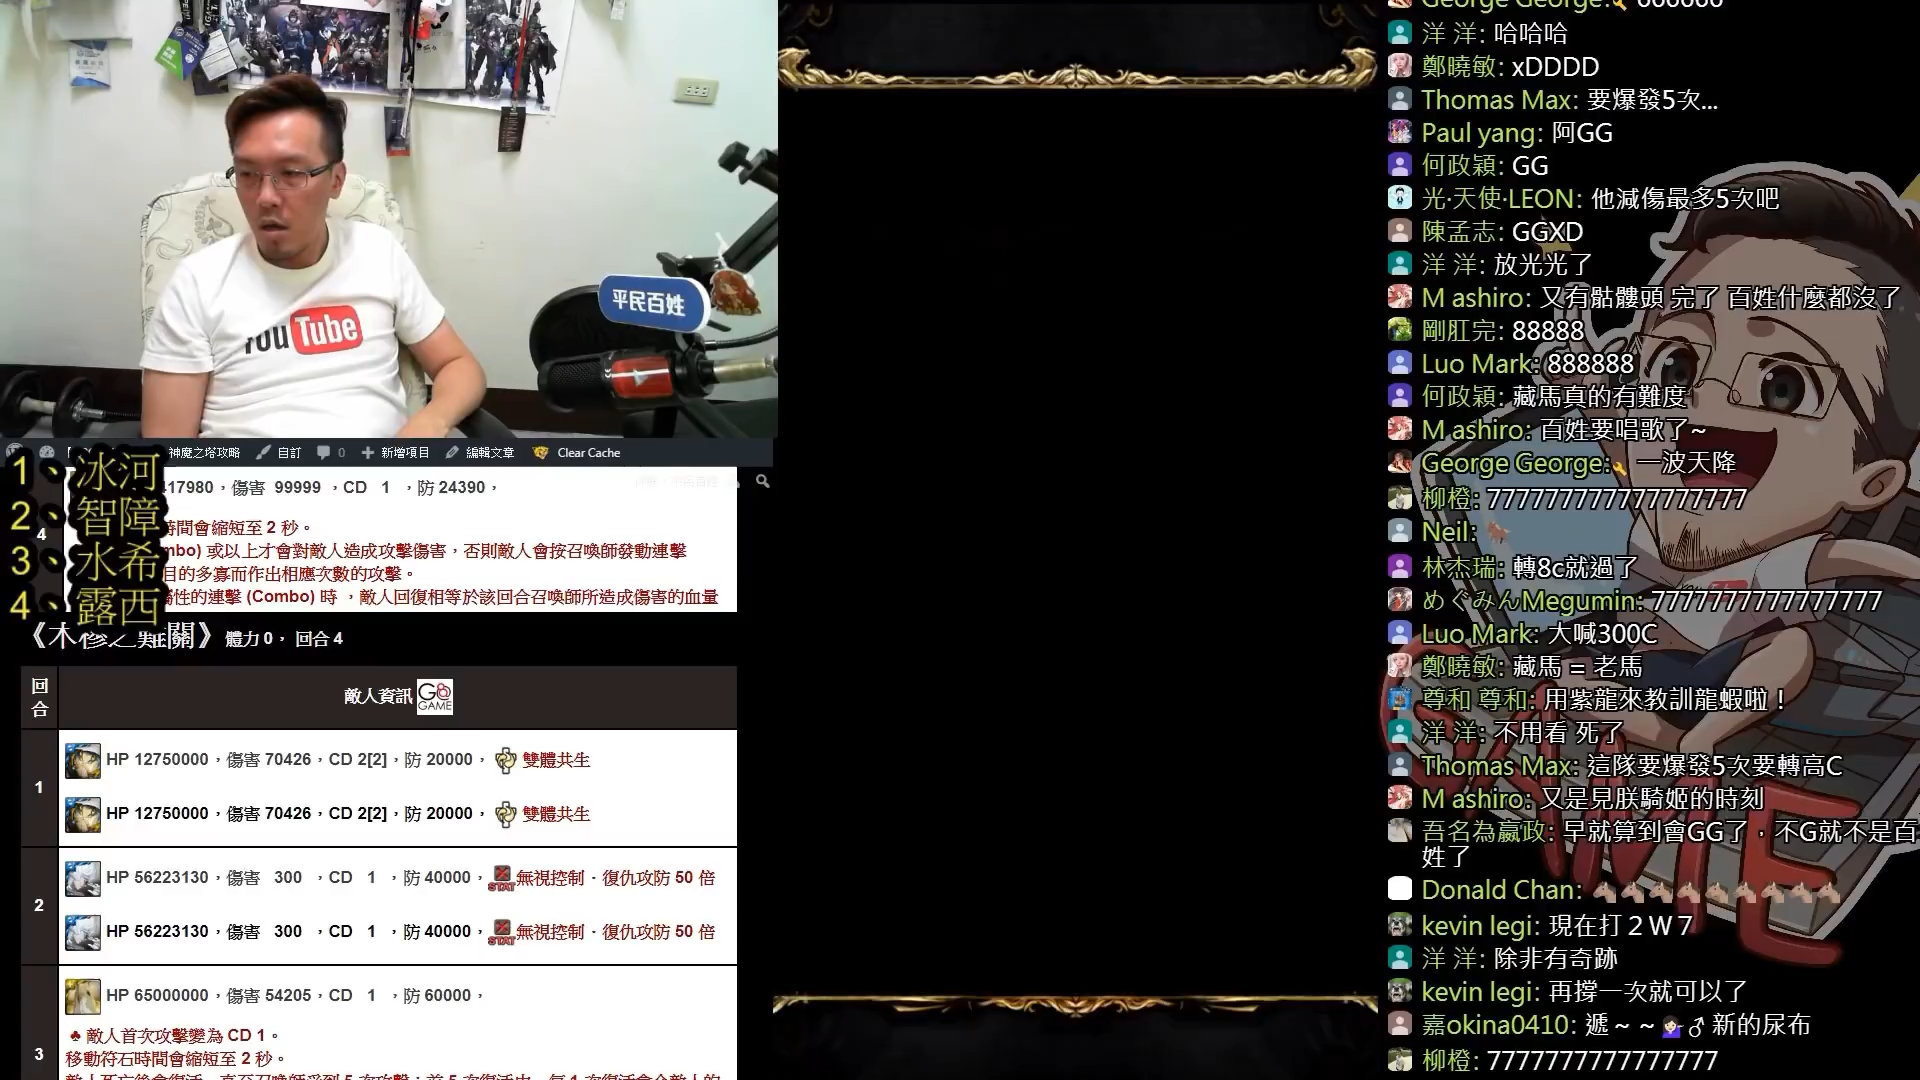 平民百姓
You Tube
神魔之塔攻略 自訂 0 新增項目 編輯文章 Clear Cache
1、冰河
2、智障
3、水希
4、露西
17980，傷害 99999 ，CD 1 ，防 24390，
4
時間會縮短至 2 秒。
mbo) 或以上才會對敵人造成攻擊傷害，否則敵人會按召喚師發動連擊
目的多寡而作出相應次數的攻擊。
屬性的連擊 (Combo) 時 ，敵人回復相等於該回合召喚師所造成傷害的血量
難關》 體力 0， 回合 4
回合
敵人資訊 GAME
1
HP 12750000，傷害 70426，CD 2[2]，防 20000， 雙體共生
HP 12750000，傷害 70426，CD 2[2]，防 20000， 雙體共生
2
HP 56223130，傷害 300 ，CD 1 ，防 40000， STAT 無視控制．復仇攻防 50 倍
HP 56223130，傷害 300 ，CD 1 ，防 40000， STAT 無視控制．復仇攻防 50 倍
3
HP 65000000，傷害 54205，CD 1 ，防 60000，
♣ 敵人首次攻擊變為 CD 1。
移動符石時間會縮短至 2 秒。
George George:
洋 洋: 哈哈哈
鄭曉敏: xDDDD
Thomas Max: 要爆發5次...
Paul yang: 阿GG
何政穎: GG
光·天使·LEON: 他減傷最多5次吧
陳孟志: GGXD
洋 洋: 放光光了
M ashiro: 又有骷髏頭 完了 百姓什麼都沒了
剛肛完: 88888
Luo Mark: 888888
何政穎: 藏馬真的有難度
M ashiro: 百姓要唱歌了~
George George: 一波天降
柳橙: 777777777777777777
Neil:
林杰瑞: 轉8c就過了
めぐみんMegumin: 7777777777777777
Luo Mark: 大喊300C
鄭曉敏: 藏馬 = 老馬
尊和 尊和: 用紫龍來教訓龍蝦啦！
洋 洋: 不用看 死了
Thomas Max: 這隊要爆發5次要轉高C
M ashiro: 又是見朕騎姬的時刻
吾名為嬴政: 早就算到會GG了，不G就不是百
姓了
Donald Chan: 🐴🐴🐴🐴🐴🐴🐴🐴🐴
kevin legi: 現在打２Ｗ７
洋 洋: 除非有奇跡
kevin legi: 再撐一次就可以了
嘉okina0410: 遞～～💁🏻‍♂ 新的尿布
柳橙: 7777777777777777